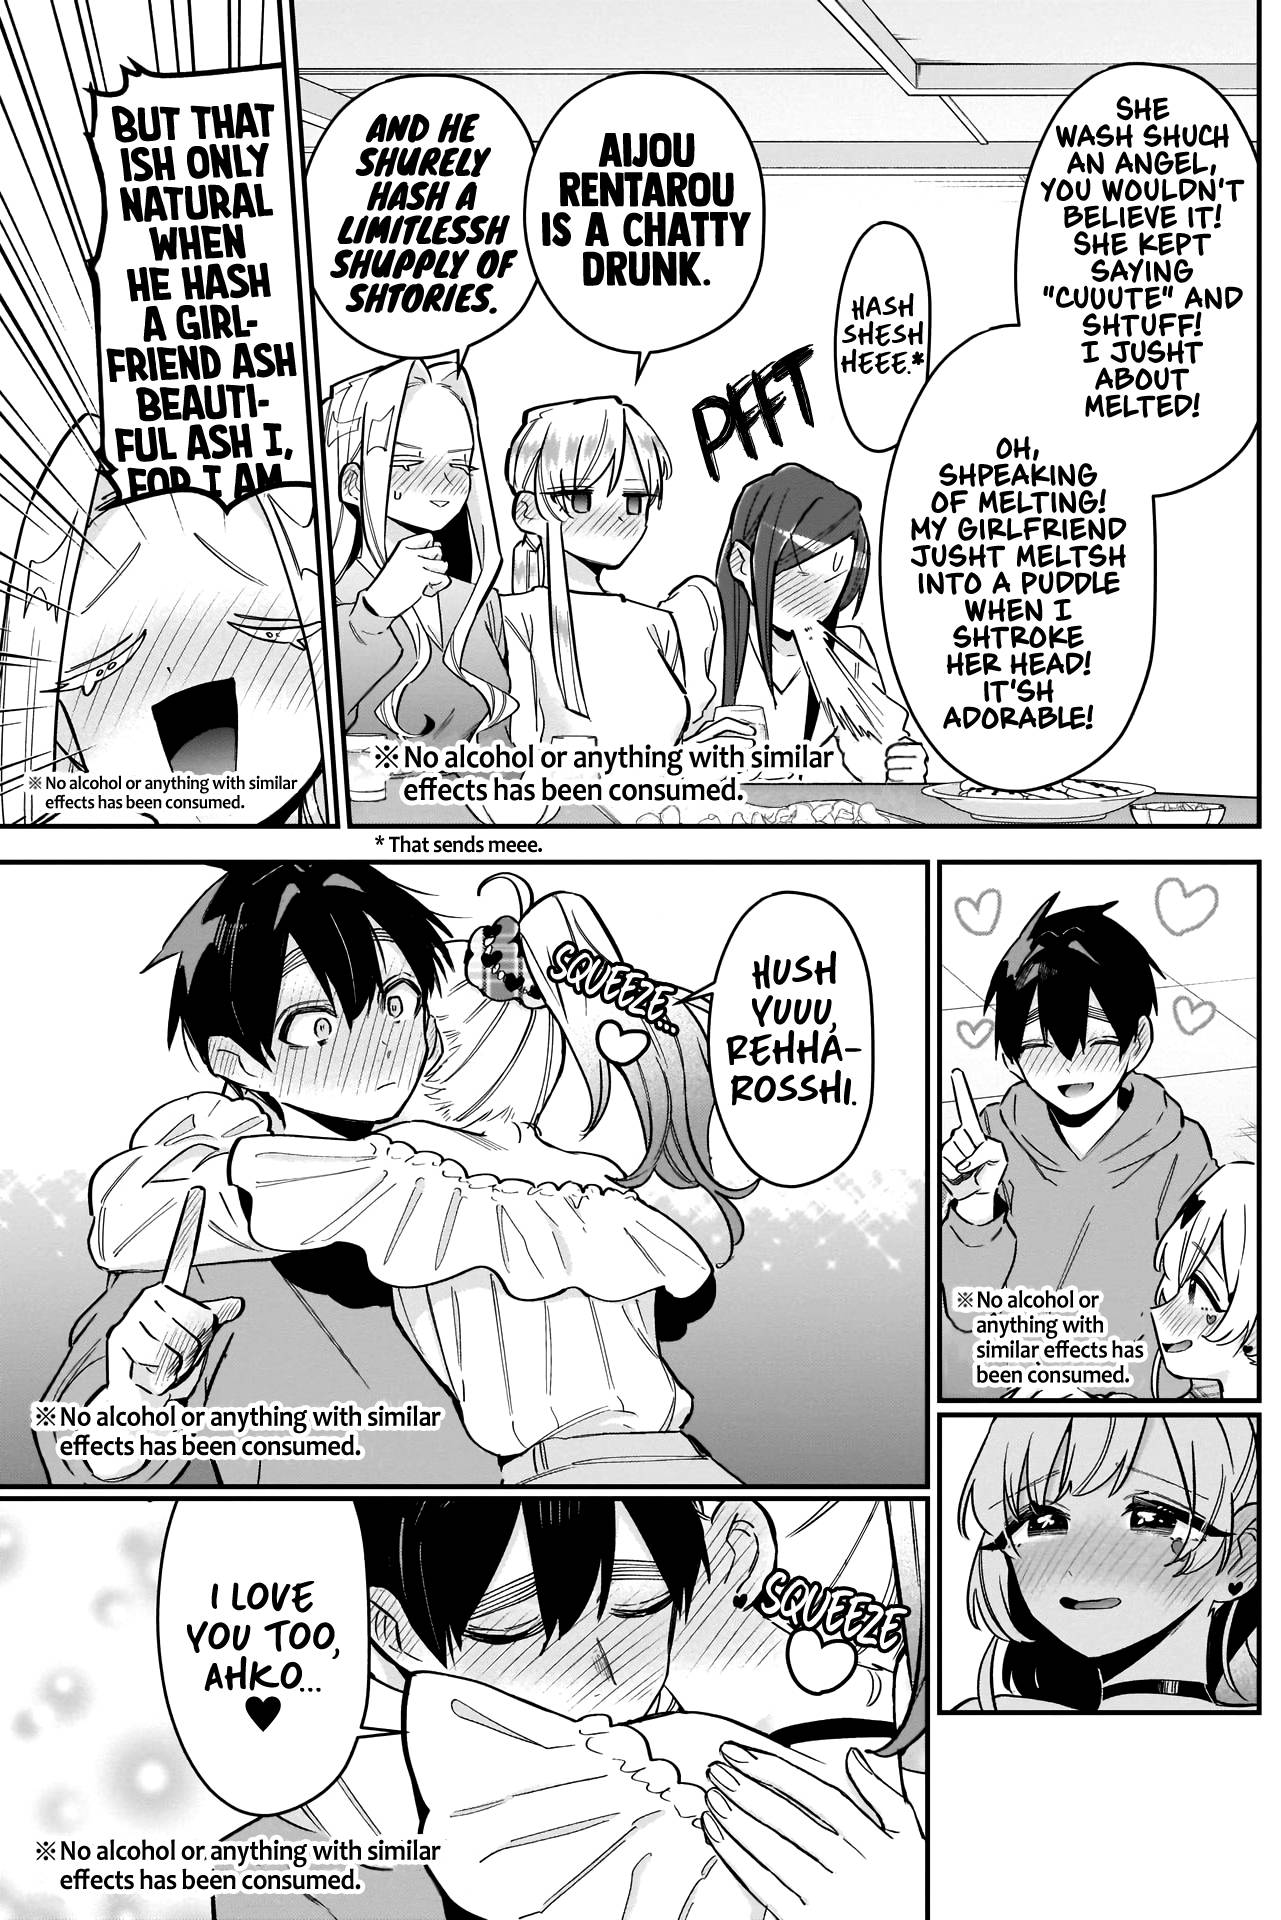 SHE
WASH SHUCH
AN ANGEL,
YOU WOULDN'T
BELIEVE IT!
SHE KEPT
SAYING
"CUUUTE" AND
SHTUFF!
I JUSHT
ABOUT
MELTED!
OH,
SHPEAKING
OF MELTING!
MY GIRLFRIEND
JUSHT MELTSH
INTO A PUDDLE
WHEN I
SHTROKE
HER HEAD!
IT'SH
ADORABLE!
HASH
SHESH
HEEE.*
PFFT
AIJOU
RENTAROU
IS A CHATTY
DRUNK.
AND HE
SHURELY
HASH A
LIMITLESSH
SHUPPLY OF
SHTORIES.
※No alcohol or anything with similar
effects has been consumed.
* That sends meee.
BUT THAT
ISH ONLY
NATURAL
WHEN
HE HASH
A GIRL-
FRIEND ASH
BEAUTI-
FUL ASH I,
FOR I AM
※No alcohol or anything with similar
effects has been consumed.
※No alcohol or
anything with
similar effects has
been consumed.
HUSH
YUUU,
REHHA-
ROSSHI.
SQUEEZE...
※No alcohol or anything with similar
effects has been consumed.
SQUEEZE
I LOVE
YOU TOO,
AHKO...
♥
※No alcohol or anything with similar
effects has been consumed.